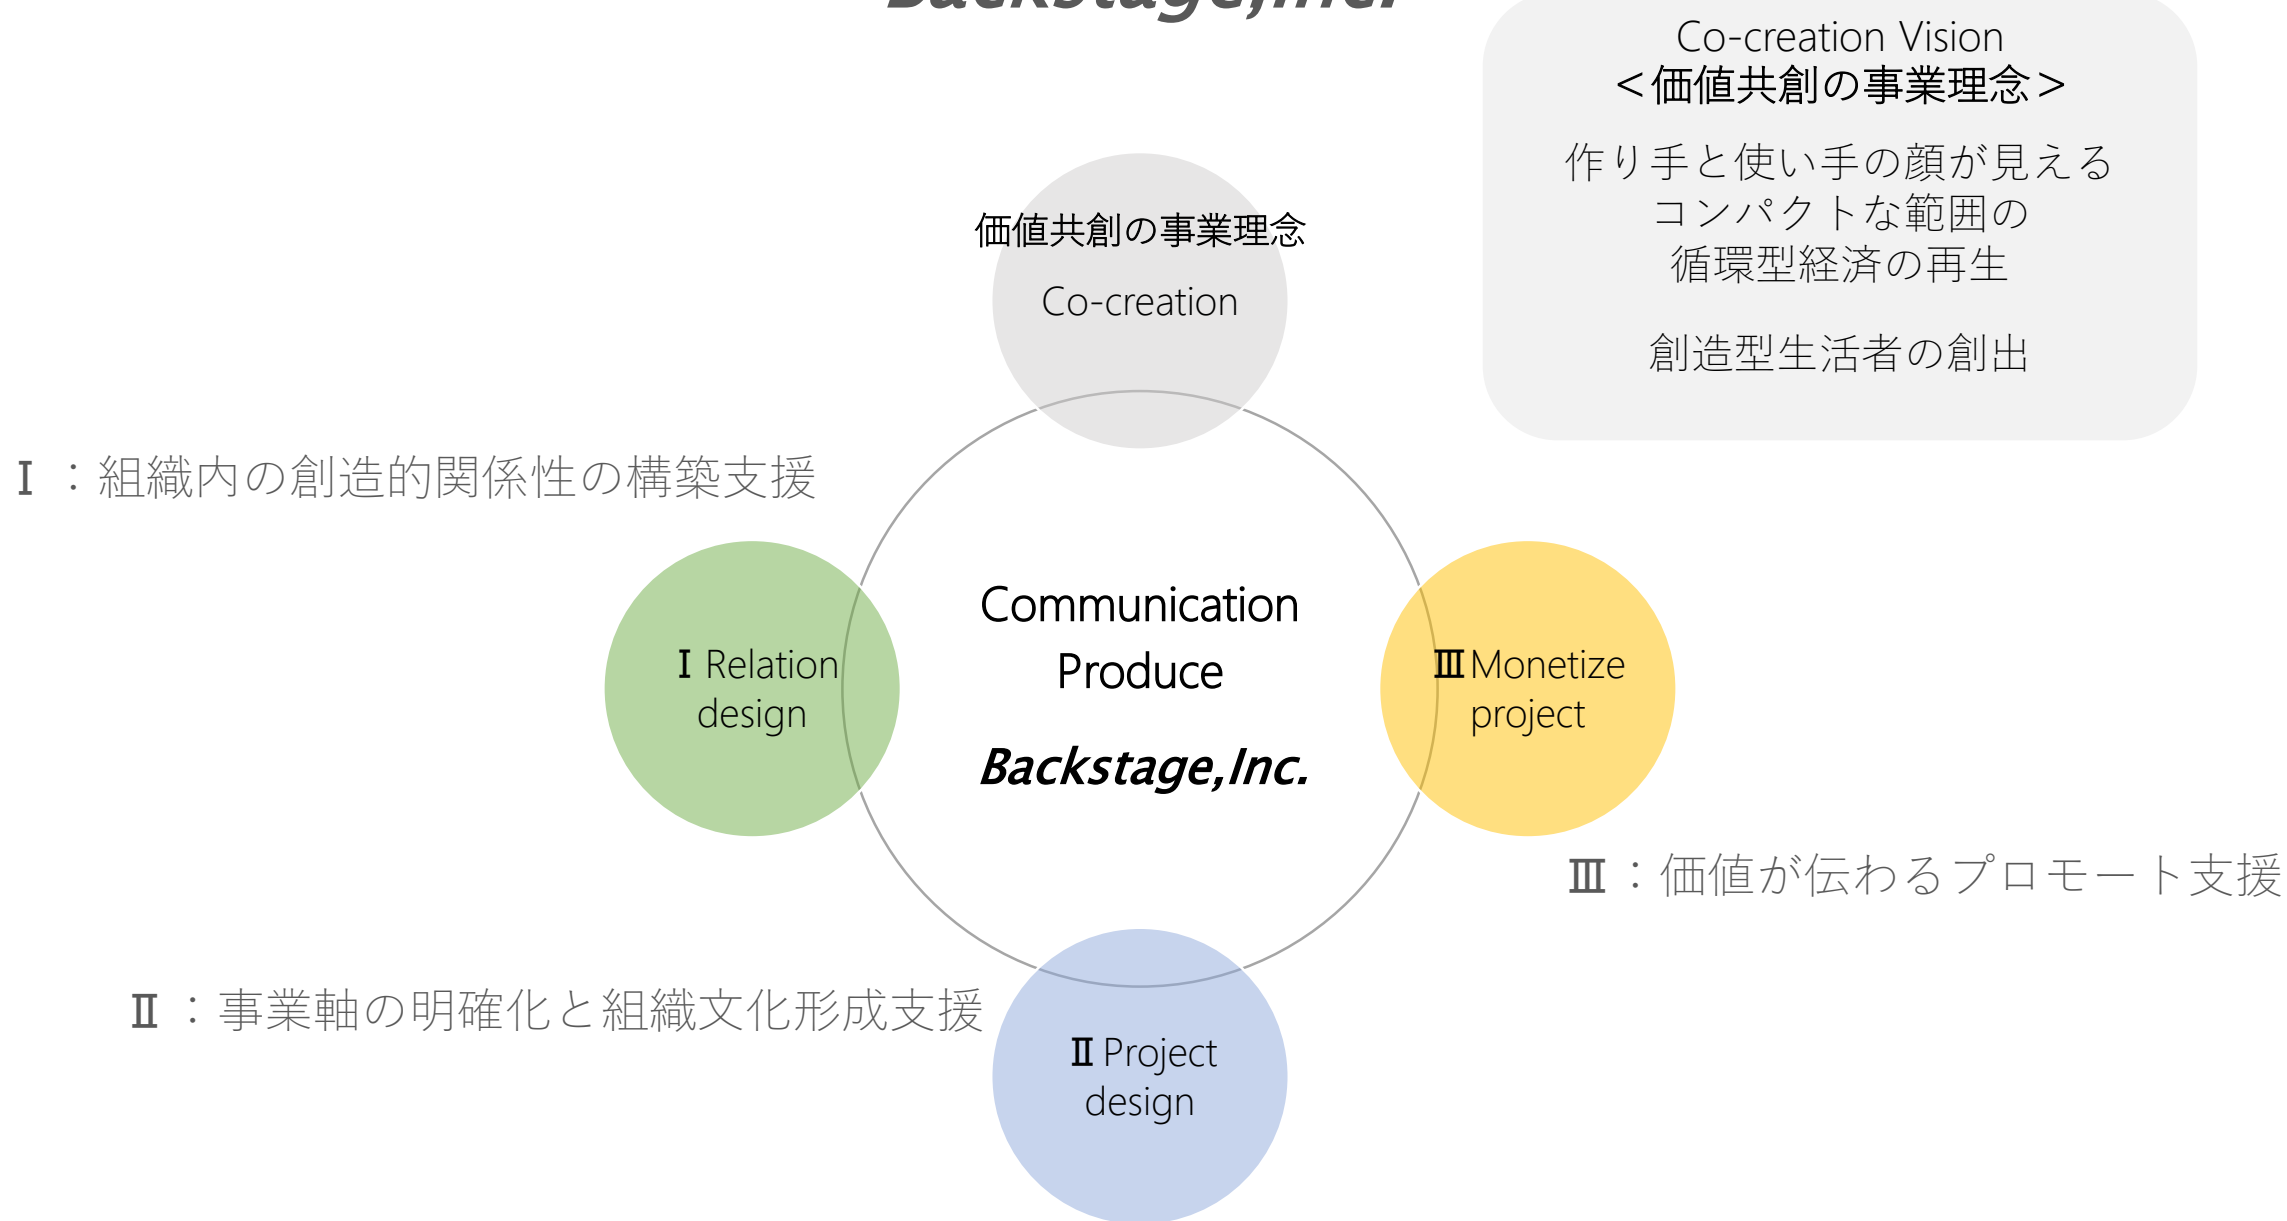 Backstage,Inc.
Co-creation Vision
＜価値共創の事業理念＞
作り手と使い手の顔が見える
コンパクトな範囲の
循環型経済の再生
創造型生活者の創出
価値共創の事業理念
Co-creation
Ⅰ：組織内の創造的関係性の構築支援
Ⅰ Relation
design
Communication
Produce
Backstage,Inc.
Ⅲ Monetize
project
Ⅲ：価値が伝わるプロモート支援
Ⅱ：事業軸の明確化と組織文化形成支援
Ⅱ Project
design